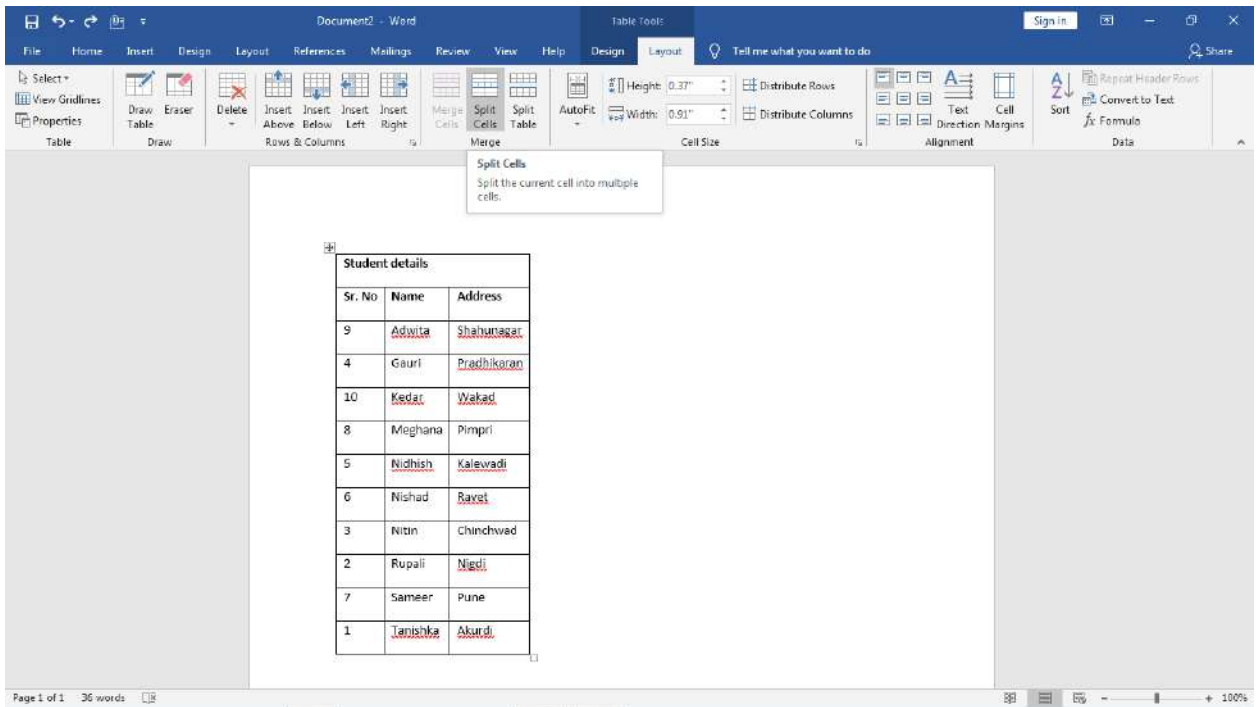 Document2 - Word
Table Tools
Sign in
File Home Insert Design Layout References Mailings Review View Help Design Layout Tell me what you want to do Share
Select
View Gridlines
Properties
Table
Draw Table
Eraser
Draw
Delete
Insert Above
Insert Below
Insert Left
Insert Right
Rows & Columns
Merge Cells
Split Cells
Split Table
Merge
AutoFit
Height: 0.37"
Width: 0.91"
Distribute Rows
Distribute Columns
Cell Size
Text Direction
Cell Margins
Alignment
Sort
Repeat Header Rows
Convert to Text
fx Formula
Data
Split Cells
Split the current cell into multiple
cells.
Student details
Sr. No Name Address
9 Adwita Shahunagar
4 Gauri Pradhikaran
10 Kedar Wakad
8 Meghana Pimpri
5 Nidhish Kalewadi
6 Nishad Ravet
3 Nitin Chinchwad
2 Rupali Nigdi
7 Sameer Pune
1 Tanishka Akurdi
Page 1 of 1 36 words 100%